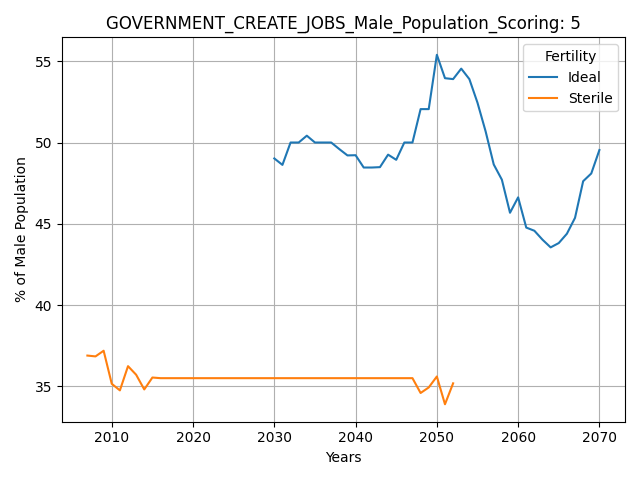 GOVERNMENT_CREATE_JOBS_Male_Population_Scoring: 5
Fertility
Ideal
Sterile
% of Male Population
55
50
45
40
35
2010 2020 2030 2040 2050 2060 2070
Years